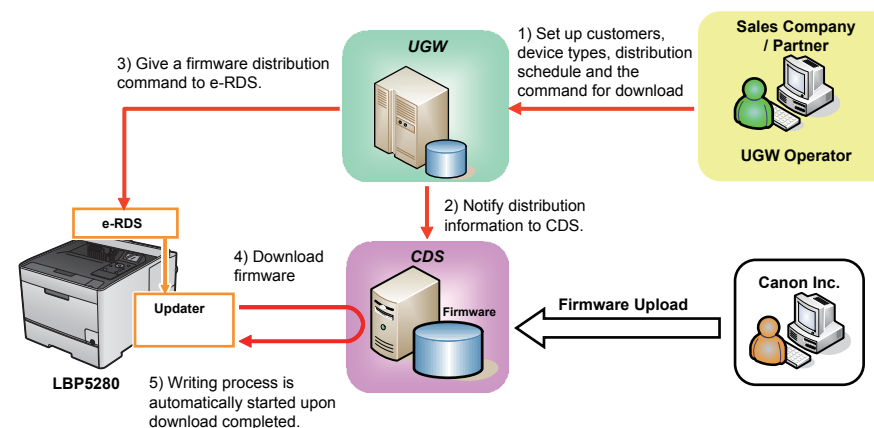 UGW
1) Set up customers,
device types, distribution
schedule and the
command for download
Sales Company
/ Partner
UGW Operator
3) Give a firmware distribution
command to e-RDS.
2) Notify distribution
information to CDS.
e-RDS
4) Download
firmware
CDS
Updater
Firmware
Firmware Upload
Canon Inc.
LBP5280
5) Writing process is
automatically started upon
download completed.